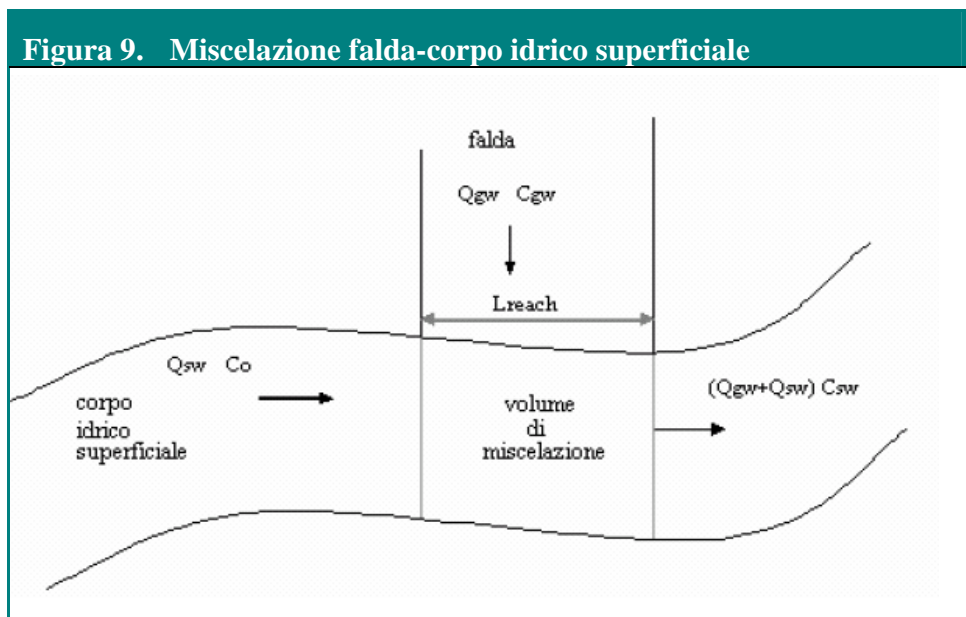 Figura 9. Miscelazione falda-corpo idrico superficiale
falda
Qgw Cgw
Lreach
Qsw Co
corpo
idrico
superficiale
volume
di
miscelazione
(Qgw+Qsw) Csw